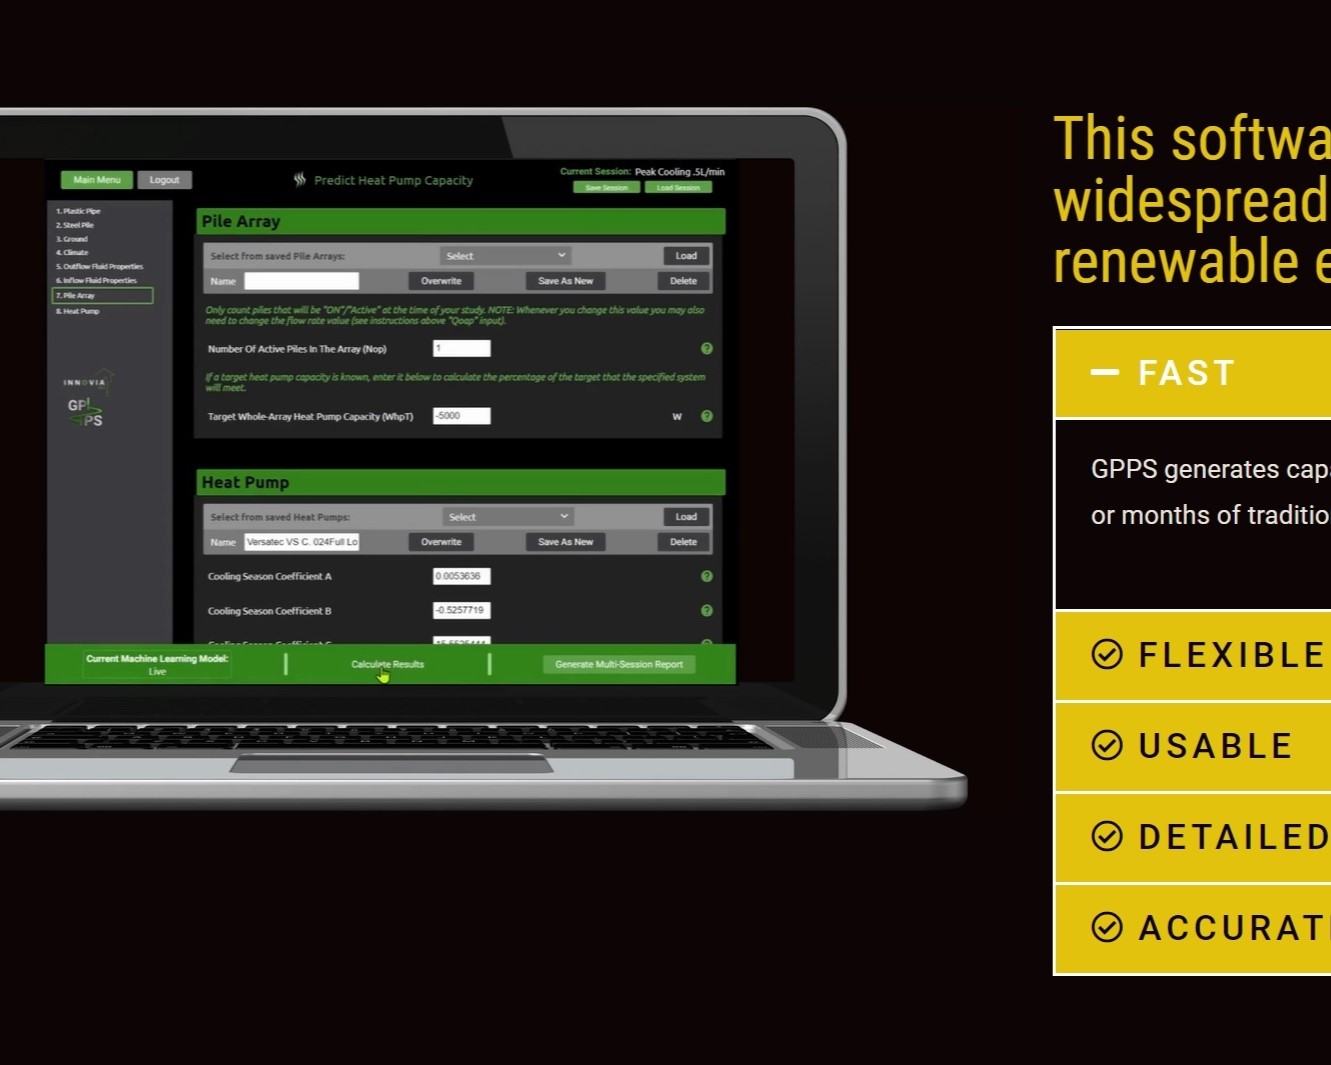 Main Menu
Logout
Predict Heat Pump Capacity
Current Session: Peak Cooling .5L/min
Save Session
Load Session
1. Plastic Pipe
2. Steel Pile
3. Ground
4. Climate
5. Outflow Fluid Properties
6. Inflow Fluid Properties
7. Pile Array
8. Heat Pump
INNOVIA
GP
PS
Pile Array
Select from saved Pile Arrays:
Select
Load
Name
Overwrite
Save As New
Delete
Only count piles that will be "ON"/"Active" at the time of your study. NOTE: Whenever you change this value you may also
need to change the flow rate value (see instructions above "Qoap" input).
Number Of Active Piles In The Array (Nop)
1
If a target heat pump capacity is known, enter it below to calculate the percentage of the target that the specified system
will meet.
Target Whole-Array Heat Pump Capacity (WhpT)
-5000
W
Heat Pump
Select from saved Heat Pumps:
Select
Load
Name
Versatec VS C. 024Full Lo
Overwrite
Save As New
Delete
Cooling Season Coefficient A
0.0053636
Cooling Season Coefficient B
-0.5257719
Current Machine Learning Model:
Live
Calculate Results
Generate Multi-Session Report
This softwa
widespread
renewable e
FAST
GPPS generates capa
or months of traditio
FLEXIBLE
USABLE
DETAILED
ACCURAT